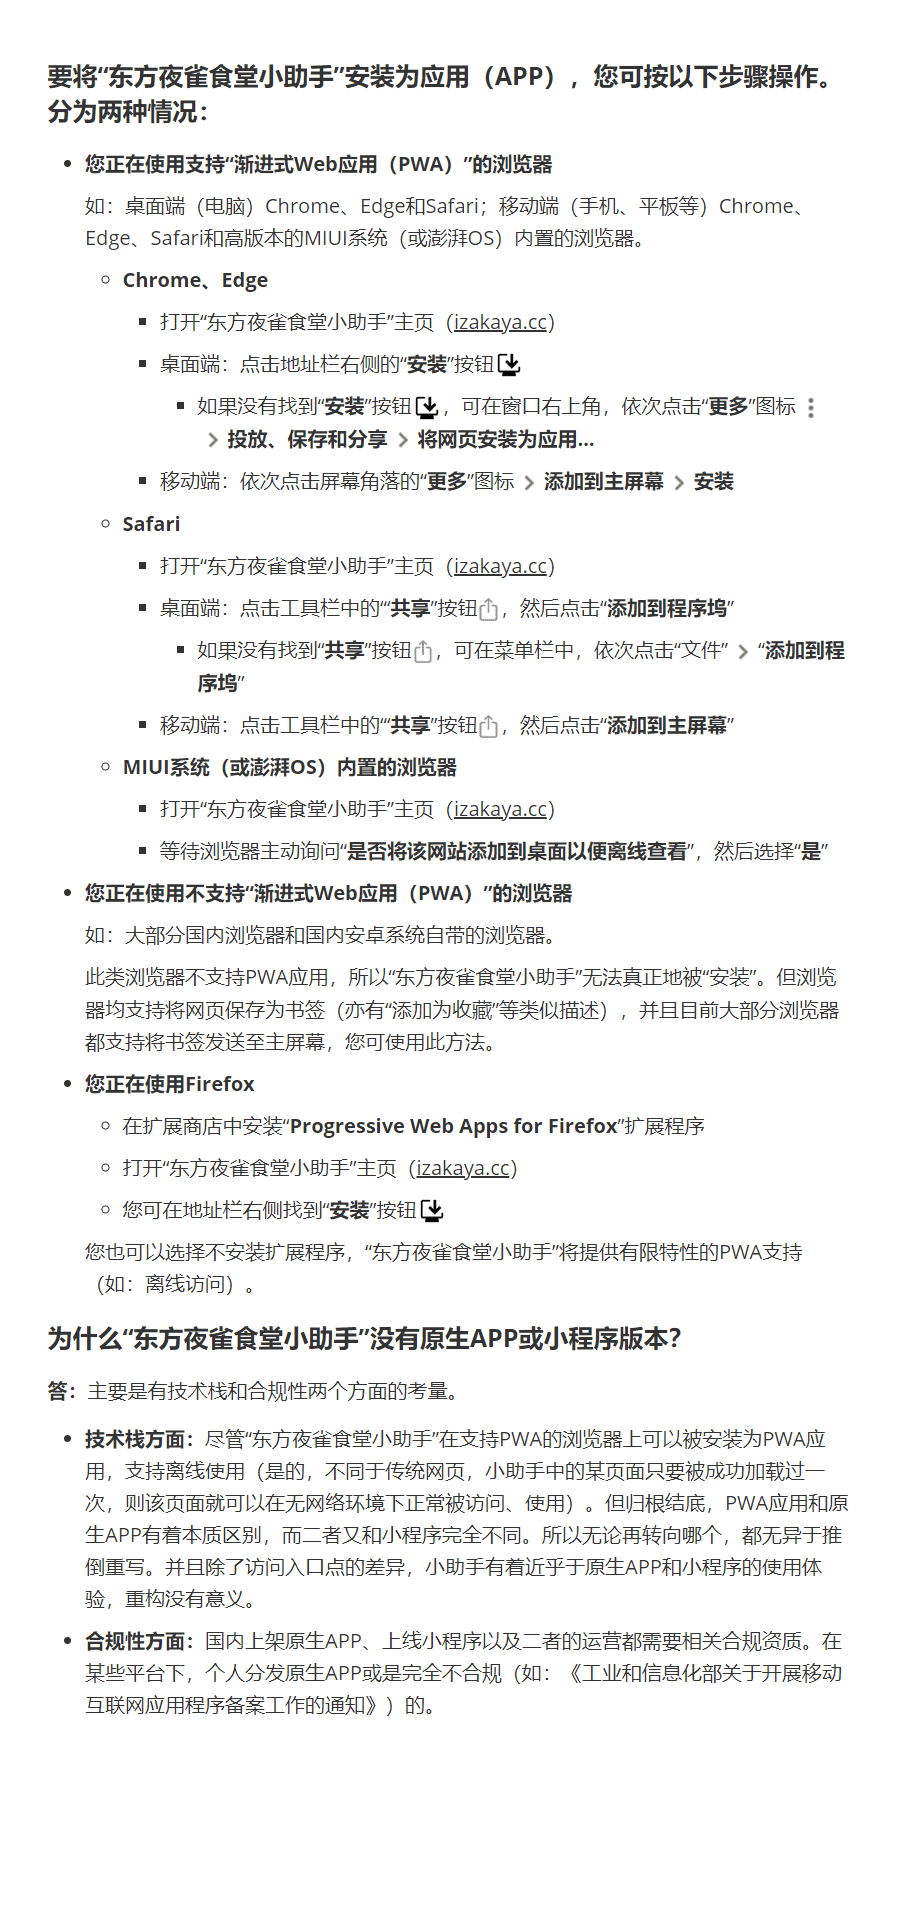 要将“东方夜雀食堂小助手”安装为应用（APP），您可按以下步骤操作。
分为两种情况：
您正在使用支持“渐进式Web应用（PWA）”的浏览器
如：桌面端（电脑）Chrome、Edge和Safari；移动端（手机、平板等）Chrome、
Edge、Safari和高版本的MIUI系统（或澎湃OS）内置的浏览器。
Chrome、Edge
打开“东方夜雀食堂小助手”主页（izakaya.cc）
桌面端：点击地址栏右侧的“安装”按钮
如果没有找到“安装”按钮，可在窗口右上角，依次点击“更多”图标
投放、保存和分享 将网页安装为应用...
移动端：依次点击屏幕角落的“更多”图标 添加到主屏幕 安装
Safari
打开“东方夜雀食堂小助手”主页（izakaya.cc）
桌面端：点击工具栏中的“‘共享”按钮，然后点击“添加到程序坞”
如果没有找到“共享”按钮，可在菜单栏中，依次点击“文件” “添加到程
序坞”
移动端：点击工具栏中的“‘共享”按钮，然后点击“添加到主屏幕”
MIUI系统（或澎湃OS）内置的浏览器
打开“东方夜雀食堂小助手”主页（izakaya.cc）
等待浏览器主动询问“是否将该网站添加到桌面以便离线查看”，然后选择“是”
您正在使用不支持“渐进式Web应用（PWA）”的浏览器
如：大部分国内浏览器和国内安卓系统自带的浏览器。
此类浏览器不支持PWA应用，所以“东方夜雀食堂小助手”无法真正地被“安装”。但浏览
器均支持将网页保存为书签（亦有“添加为收藏”等类似描述），并且目前大部分浏览器
都支持将书签发送至主屏幕，您可使用此方法。
您正在使用Firefox
在扩展商店中安装“Progressive Web Apps for Firefox”扩展程序
打开“东方夜雀食堂小助手”主页（izakaya.cc）
您可在地址栏右侧找到“安装”按钮
您也可以选择不安装扩展程序，“东方夜雀食堂小助手”将提供有限特性的PWA支持
（如：离线访问）。
为什么“东方夜雀食堂小助手”没有原生APP或小程序版本？
答：主要是有技术栈和合规性两个方面的考量。
技术栈方面：尽管“东方夜雀食堂小助手”在支持PWA的浏览器上可以被安装为PWA应
用，支持离线使用（是的，不同于传统网页，小助手中的某页面只要被成功加载过一
次，则该页面就可以在无网络环境下正常被访问、使用）。但归根结底，PWA应用和原
生APP有着本质区别，而二者又和小程序完全不同。所以无论再转向哪个，都无异于推
倒重写。并且除了访问入口点的差异，小助手有着近乎于原生APP和小程序的使用体
验，重构没有意义。
合规性方面：国内上架原生APP、上线小程序以及二者的运营都需要相关合规资质。在
某些平台下，个人分发原生APP或是完全不合规（如：《工业和信息化部关于开展移动
互联网应用程序备案工作的通知》）的。